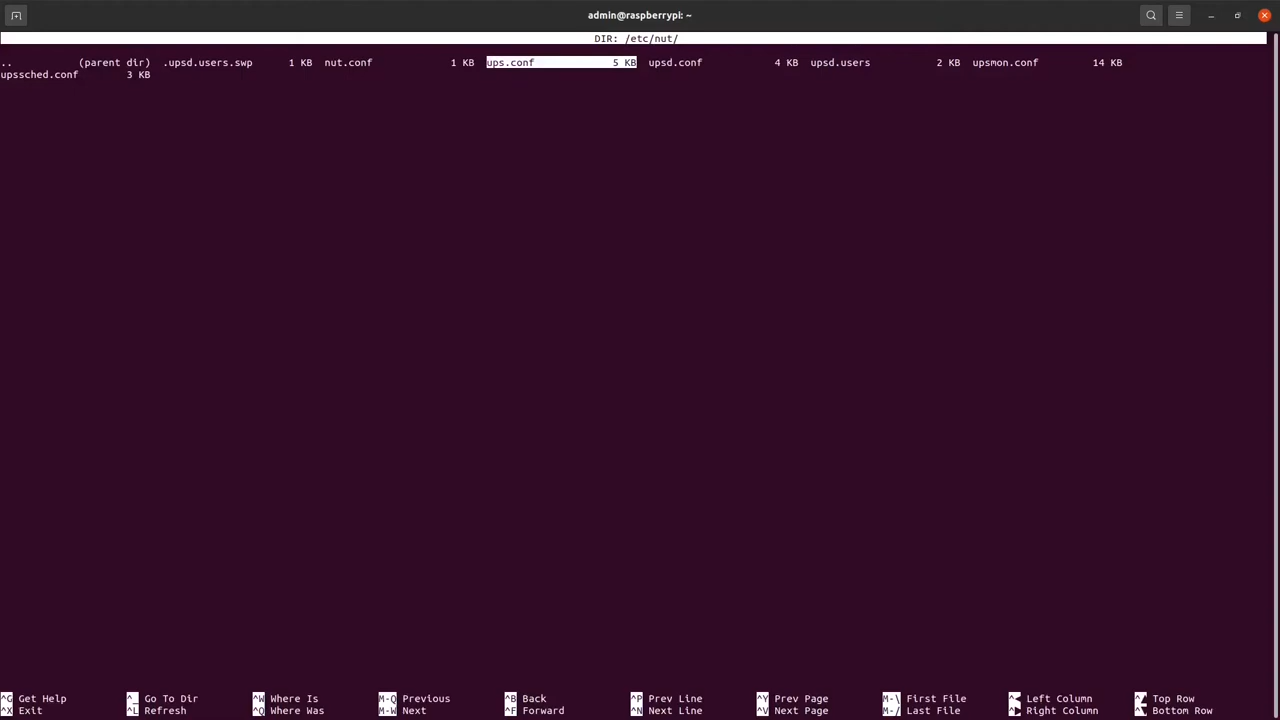 admin@raspberrypi: ~
DIR: /etc/nut/
.. (parent dir) .upsd.users.swp 1 KB nut.conf 1 KB ups.conf 5 KB upsd.conf 4 KB upsd.users 2 KB upsmon.conf 14 KB
upssched.conf 3 KB
^G Get Help ^_ Go To Dir ^W Where Is M-Q Previous ^B Back ^P Prev Line ^Y Prev Page M-\ First File ^◀ Left Column ^▲ Top Row
^X Exit ^L Refresh ^Q Where Was M-W Next ^F Forward ^N Next Line ^V Next Page M-/ Last File ^▶ Right Column ^▼ Bottom Row